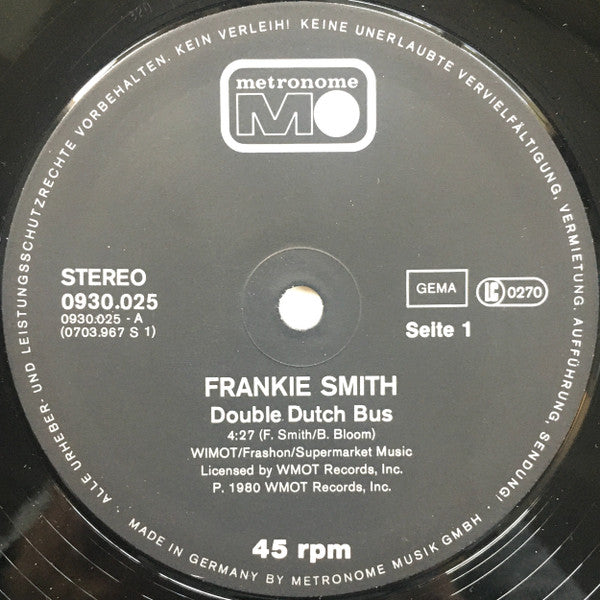 ALLE URHEBER- UND LEISTUNGSSCHUTZRECHTE VORBEHALTEN. KEIN VERLEIH! KEINE UNERLAUBTE VERVIELFÄLTIGUNG, VERMIETUNG, AUFFÜHRUNG, SENDUNG!
metronome
MO
STEREO
0930.025
0930.025 - A
(0703.967 S 1)
GEMA
LC 0270
Seite 1
FRANKIE SMITH
Double Dutch Bus
4:27 (F. Smith/B. Bloom)
WIMOT/Frashon/Supermarket Music
Licensed by WMOT Records, Inc.
P. 1980 WMOT Records, Inc.
45 rpm
· MADE IN GERMANY BY METRONOME MUSIK GMBH ·